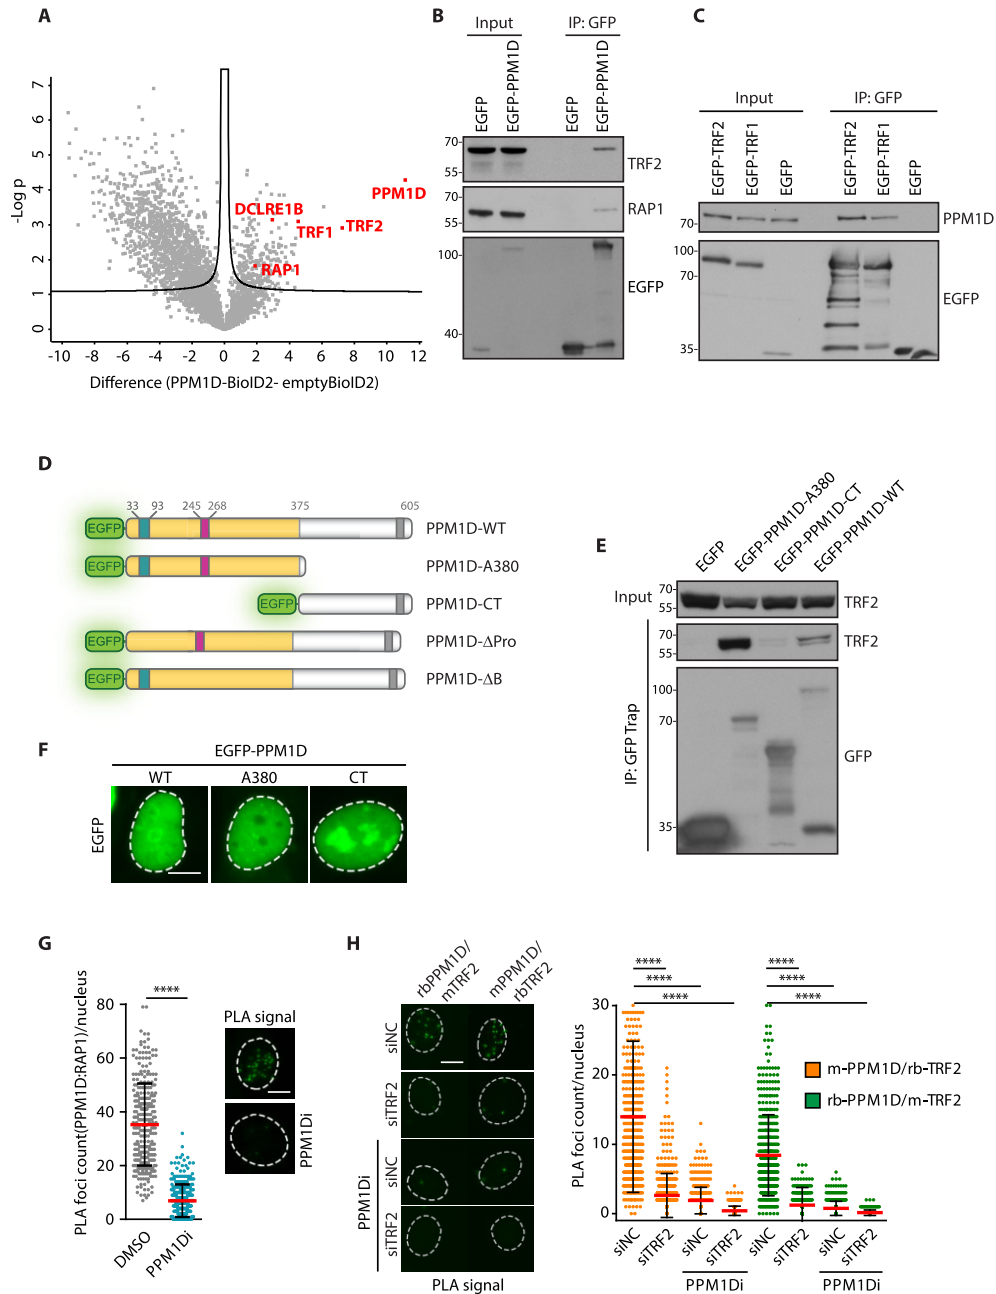 A
-Log p
7
6
5
4
3
2
1
0
PPM1D
DCLRE1B
TRF1
TRF2
RAP1
-10 -8 -6 -4 -2 0 2 4 6 8 10 12
Difference (PPM1D-BioID2- emptyBioID2)
B
Input IP: GFP
EGFP
EGFP-PPM1D
EGFP
EGFP-PPM1D
70-
55-
TRF2
70-
55-
RAP1
100-
40-
EGFP
C
Input IP: GFP
EGFP-TRF2
EGFP-TRF1
EGFP
EGFP-TRF2
EGFP-TRF1
EGFP
70-
PPM1D
100-
70-
35-
EGFP
D
33 93 245 268 375 605
EGFP PPM1D-WT
EGFP PPM1D-A380
EGFP PPM1D-CT
EGFP PPM1D-ΔPro
EGFP PPM1D-ΔB
E
EGFP
EGFP-PPM1D-A380
EGFP-PPM1D-CT
EGFP-PPM1D-WT
Input
70-
55-
TRF2
IP: GFP Trap
70-
55-
TRF2
100-
70-
35-
GFP
F
EGFP-PPM1D
WT A380 CT
EGFP
G
PLA foci count(PPM1D:RAP1)/nucleus
80
60
40
20
0
****
DMSO
PPM1Di
PLA signal
PPM1Di
H
rbPPM1D/
mTRF2
mPPM1D/
rbTRF2
siNC
siTRF2
PPM1Di
siNC
siTRF2
PLA signal
PLA foci count/nucleus
30
20
10
0
****
****
****
****
****
****
m-PPM1D/rb-TRF2
rb-PPM1D/m-TRF2
siNC
siTRF2
siNC
siTRF2
siNC
siTRF2
siNC
siTRF2
PPM1Di PPM1Di